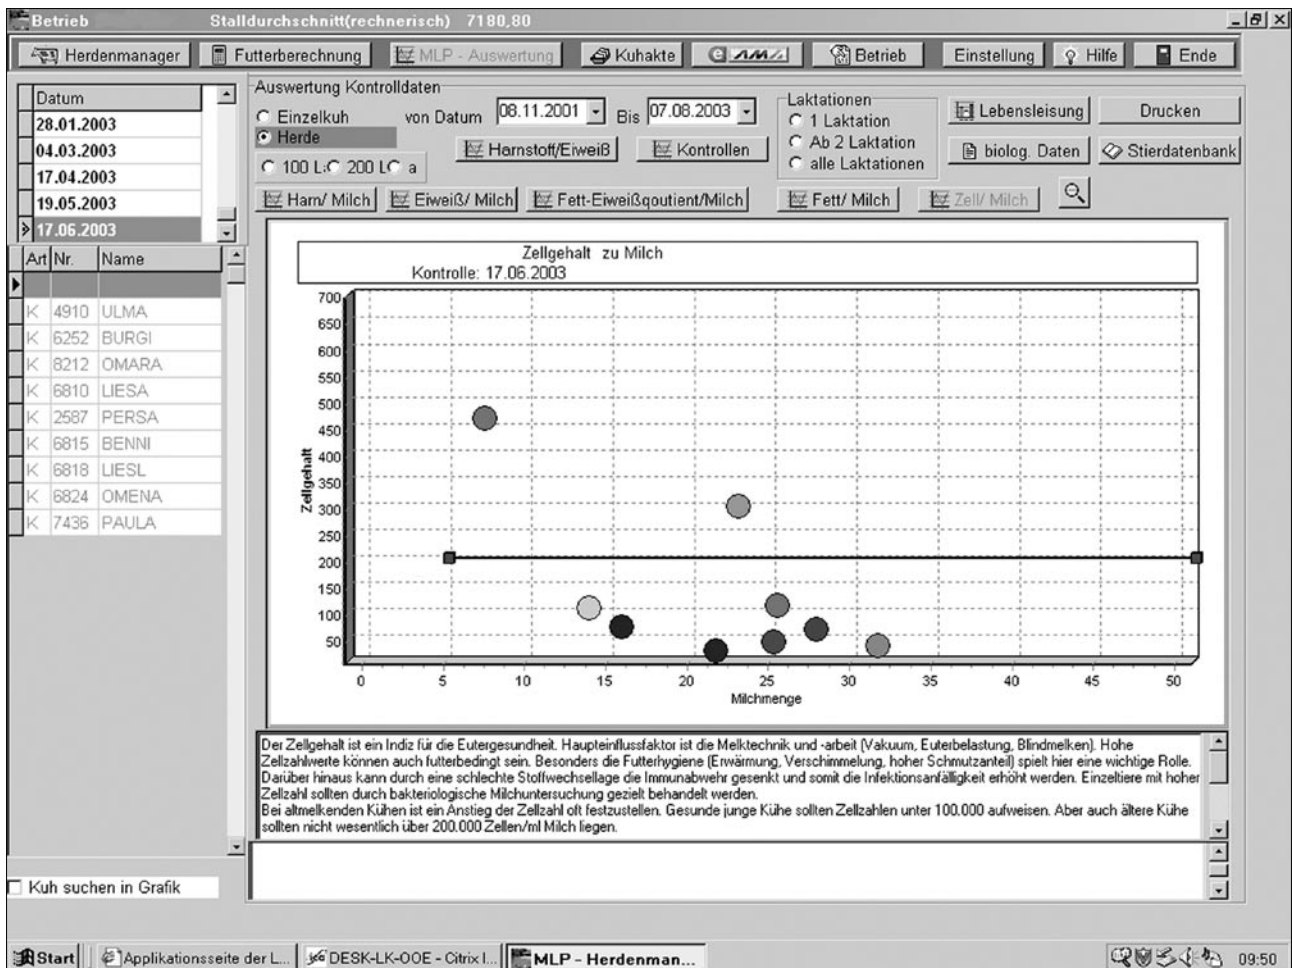 Betrieb Stalldurchschnitt(rechnerisch) 7180,80
Herdenmanager Futterberechnung MLP - Auswertung Kuhakte Betrieb Einstellung Hilfe Ende
Datum
28.01.2003
04.03.2003
17.04.2003
19.05.2003
17.06.2003
Art Nr. Name
K 4910 ULMA
K 6252 BURGI
K 8212 OMARA
K 6810 LIESA
K 2587 PERSA
K 6815 BENNI
K 6818 LIESL
K 6824 OMENA
K 7436 PAULA
Kuh suchen in Grafik
Auswertung Kontrolldaten
Einzelkuh
Herde
100 L 200 L a
von Datum 08.11.2001 Bis 07.08.2003
Harnstoff/Eiweiß Kontrollen
Laktationen
1 Laktation
Ab 2 Laktation
alle Laktationen
Lebensleisung Drucken
biolog. Daten Stierdatenbank
Harn/ Milch Eiweiß/ Milch Fett-Eiweißqoutient/Milch Fett/ Milch Zell/ Milch
Zellgehalt zu Milch
Kontrolle: 17.06.2003
Zellgehalt
700
650
600
550
500
450
400
350
300
250
200
150
100
50
0 5 10 15 20 25 30 35 40 45 50
Milchmenge
Der Zellgehalt ist ein Indiz für die Eutergesundheit. Haupteinflussfaktor ist die Melktechnik und -arbeit (Vakuum, Euterbelastung, Blindmelken). Hohe
Zellzahlwerte können auch futterbedingt sein. Besonders die Futterhygiene (Erwärmung, Verschimmelung, hoher Schmutzanteil) spielt hier eine wichtige Rolle.
Darüber hinaus kann durch eine schlechte Stoffwechsellage die Immunabwehr gesenkt und somit die Infektionsanfälligkeit erhöht werden. Einzeltiere mit hoher
Zellzahl sollten durch bakteriologische Milchuntersuchung gezielt behandelt werden.
Bei altmelkenden Kühen ist ein Anstieg der Zellzahl oft festzustellen. Gesunde junge Kühe sollten Zellzahlen unter 100.000 aufweisen. Aber auch ältere Kühe
sollten nicht wesentlich über 200.000 Zellen/ml Milch liegen.
Start Applikationsseite der L... DESK-LK-OOE - Citrix I... MLP - Herdenman... 09:50